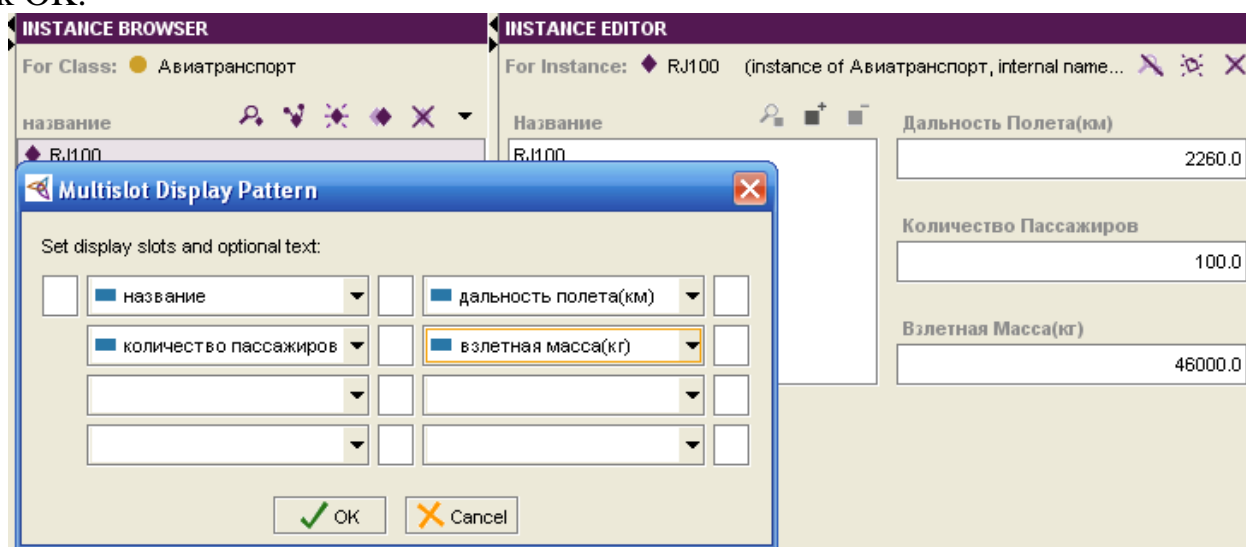 к ОК.
INSTANCE BROWSER
For Class: Авиатранспорт
название
RJ100
INSTANCE EDITOR
For Instance: RJ100 (instance of Авиатранспорт, internal name...
Название
RJ100
Дальность Полета(км)
2260.0
Количество Пассажиров
100.0
Взлетная Масса(кг)
46000.0
Multislot Display Pattern
Set display slots and optional text:
название
дальность полета(км)
количество пассажиров
взлетная масса(кг)
OK
Cancel